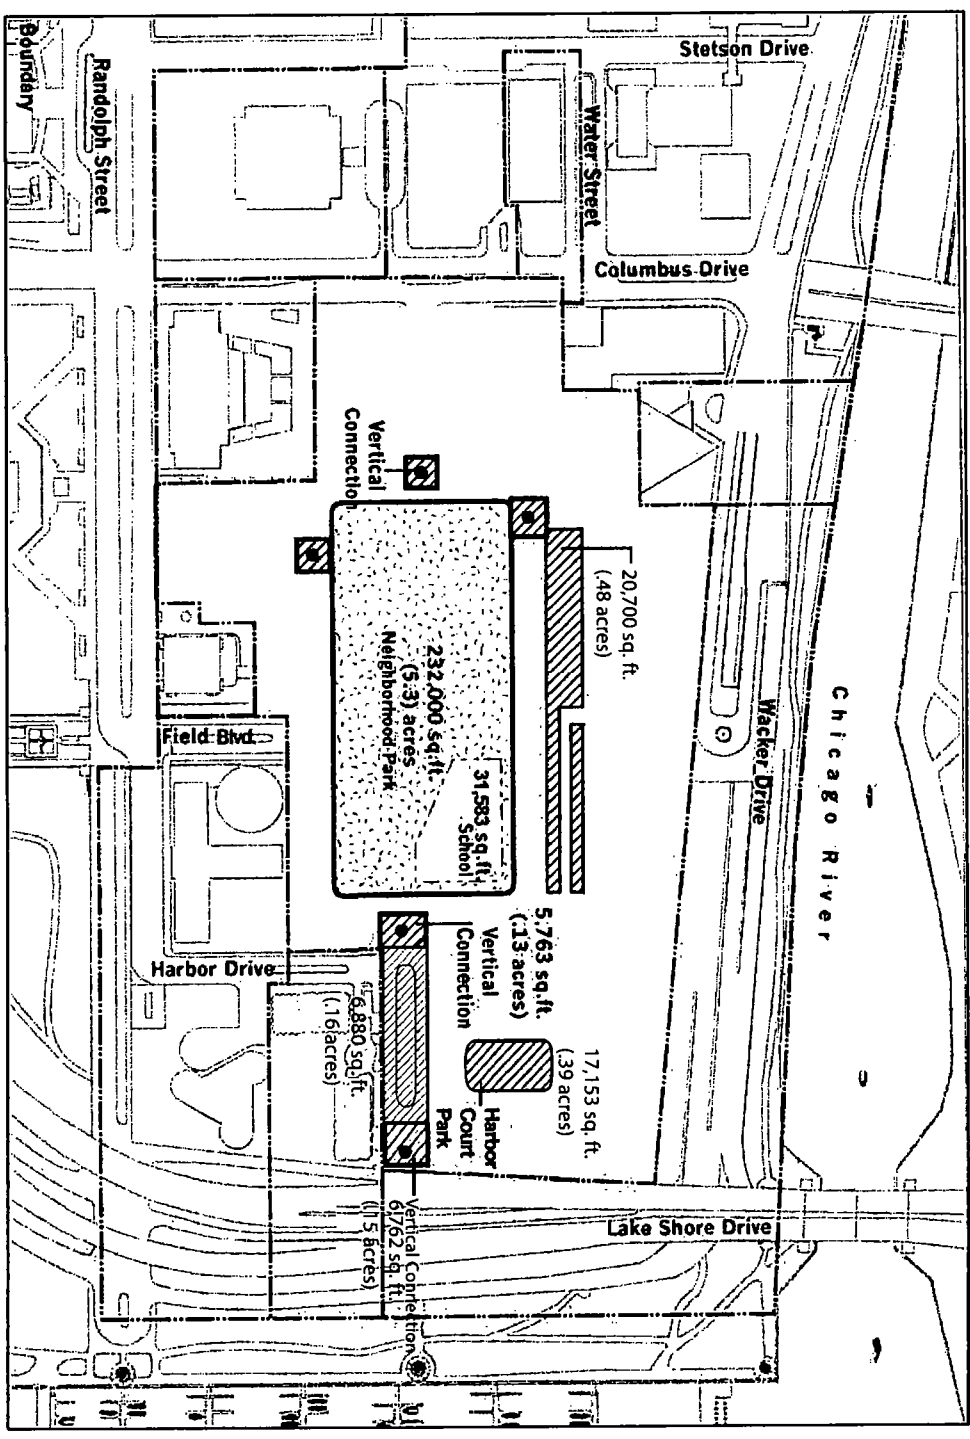 Stetson Drive
Boundary
Randolph Street
Water Street
Columbus Drive
Vertical
Connection
20,700 sq. ft.
(.48 acres)
Chicago River
232,000 sq. ft.
(5.3) acres
Neighborhood Park
31,583 sq. ft.
School
Field Blvd.
Wacker Drive
5,763 sq. ft.
(.13 acres)
Vertical
Connection
Harbor Drive
6,880 sq. ft.
(.16 acres)
17,153 sq. ft.
(.39 acres)
Harbor
Court
Park
Vertical Connection
6,762 sq. ft.
(.15 acres)
Lake Shore Drive